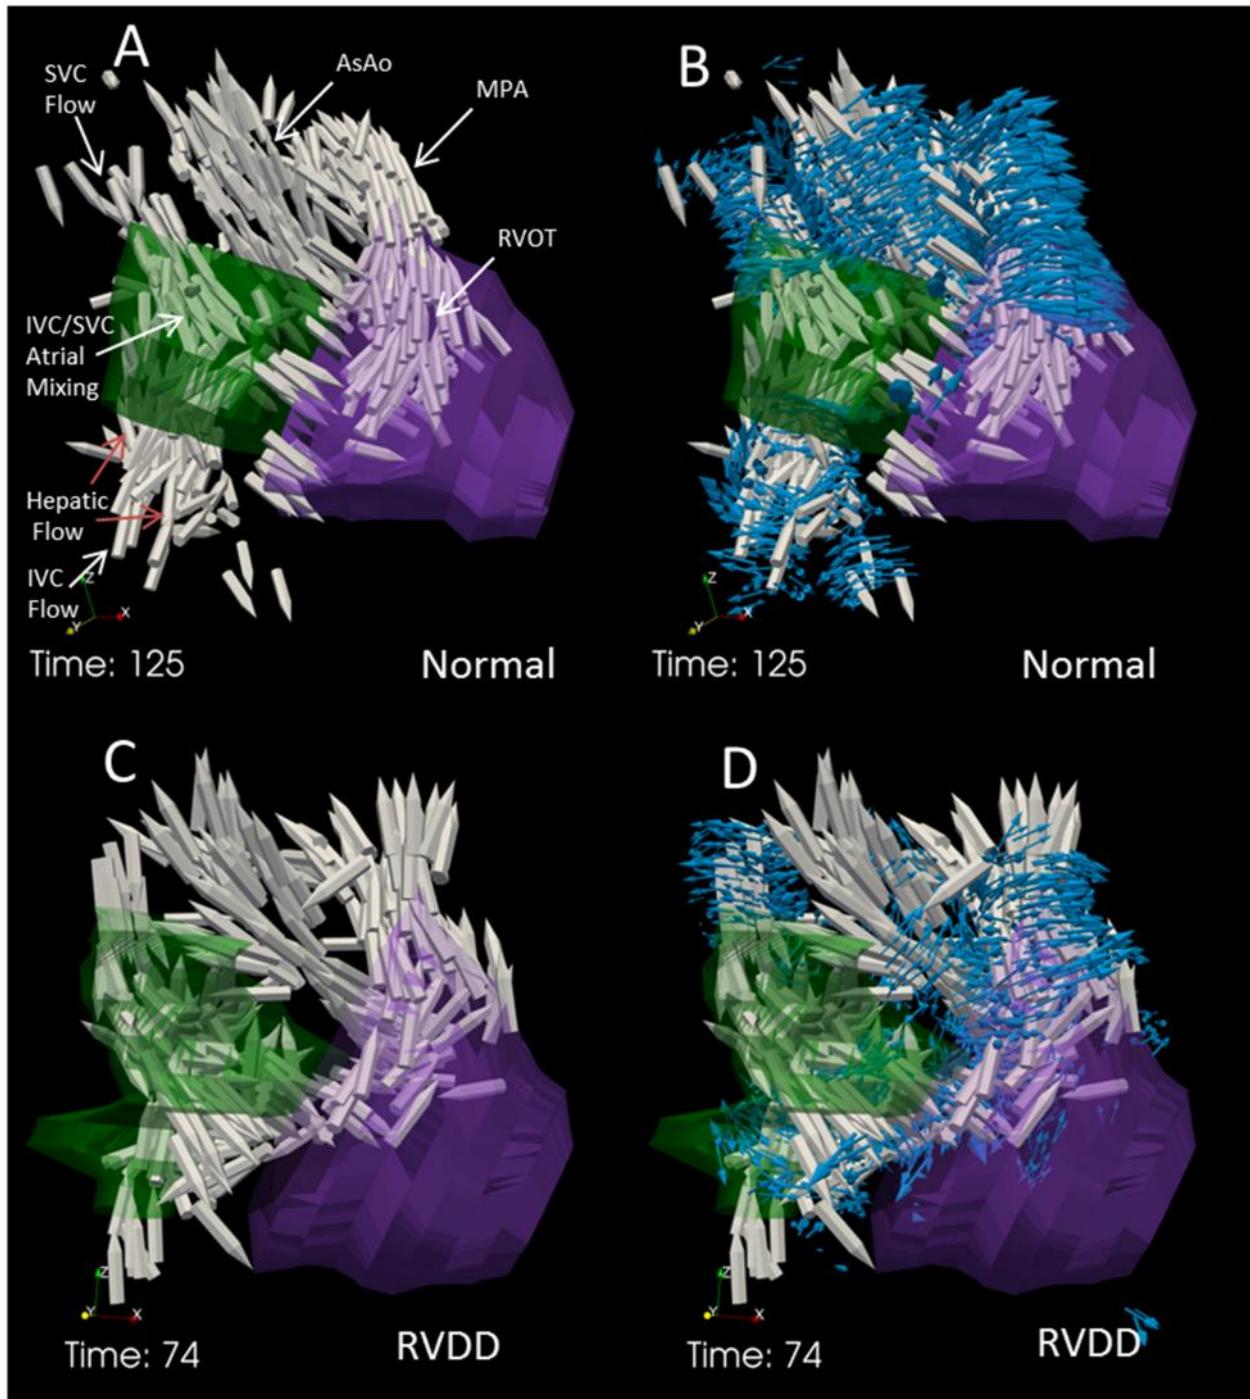 A
SVC
Flow
AsAo
MPA
RVOT
IVC/SVC
Atrial
Mixing
Hepatic
Flow
IVC
Flow
Z
X
Y
Time: 125
Normal
B
Z
X
Y
Time: 125
Normal
C
Z
Y
X
Time: 74
RVDD
D
Z
Y
X
Time: 74
RVDD